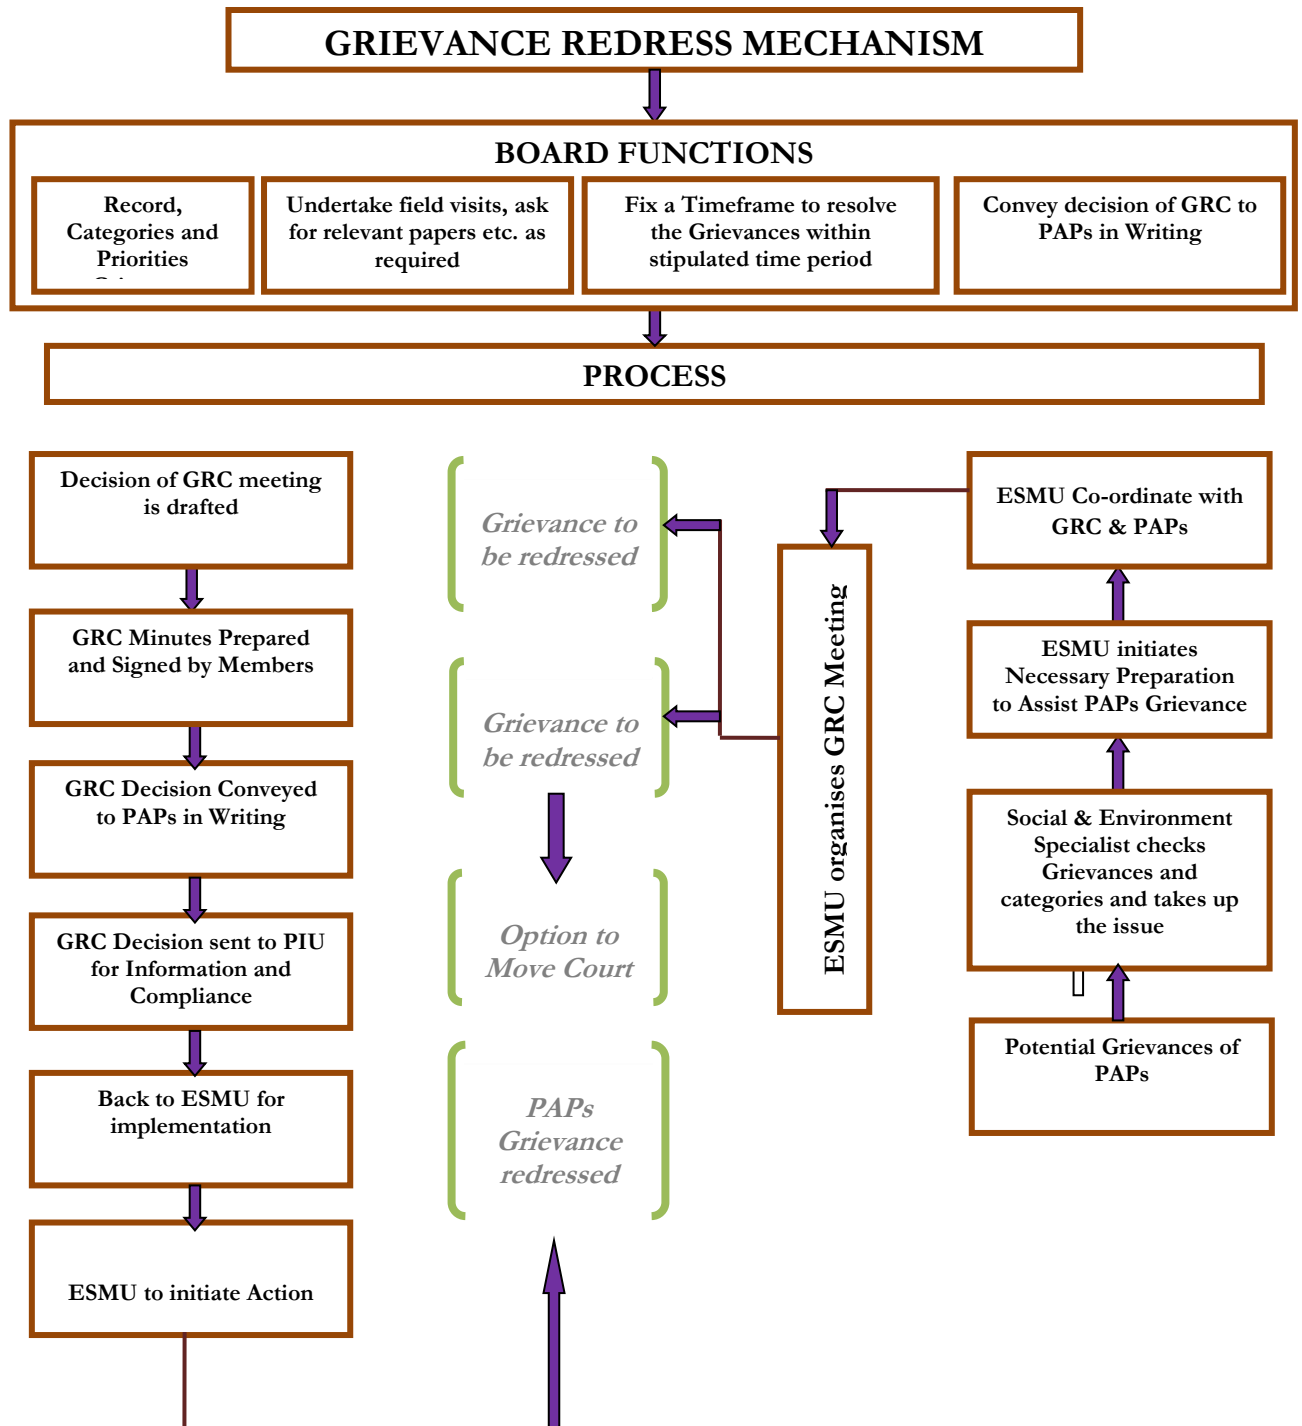 GRIEVANCE REDRESS MECHANISM
BOARD FUNCTIONS
Record,
Categories and
Priorities
Undertake field visits, ask
for relevant papers etc. as
required
Fix a Timeframe to resolve
the Grievances within
stipulated time period
Convey decision of GRC to
PAPs in Writing
PROCESS
Decision of GRC meeting
is drafted
GRC Minutes Prepared
and Signed by Members
GRC Decision Conveyed
to PAPs in Writing
GRC Decision sent to PIU
for Information and
Compliance
Back to ESMU for
implementation
ESMU to initiate Action
Grievance to
be redressed
Grievance to
be redressed
Option to
Move Court
PAPs
Grievance
redressed
ESMU organises GRC Meeting
ESMU Co-ordinate with
GRC & PAPs
ESMU initiates
Necessary Preparation
to Assist PAPs Grievance
Social & Environment
Specialist checks
Grievances and
categories and takes up
the issue
Potential Grievances of
PAPs